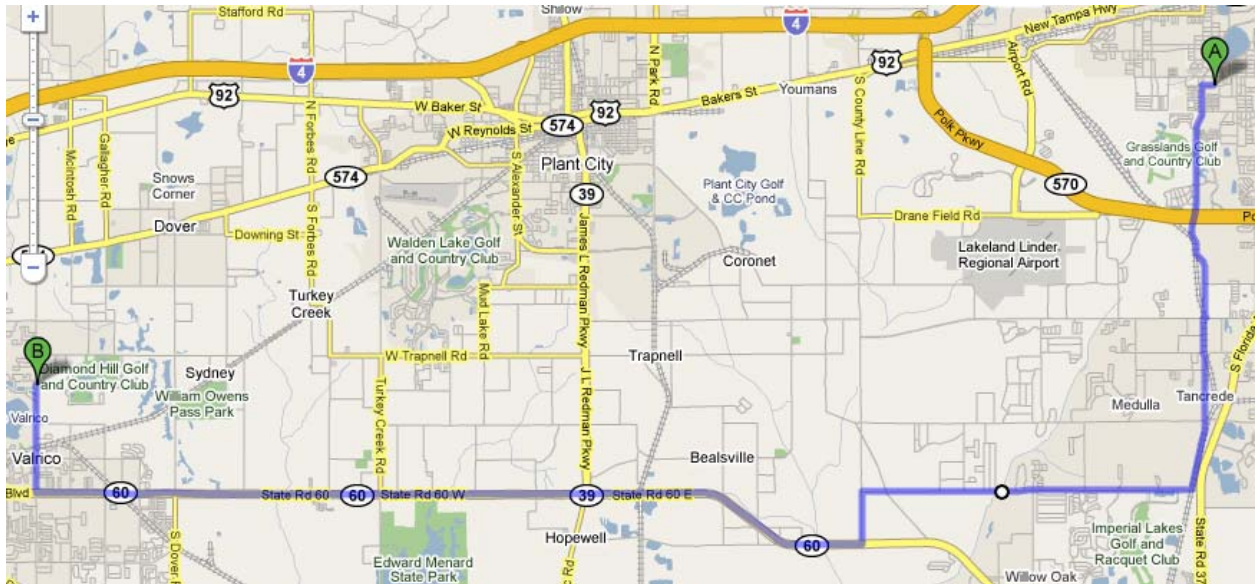 Stafford Rd
Shiloh
4
4
New Tampa Hwy
A
92
92
N Park Rd
Airport Rd
N Forbes Rd
W Baker St
92
Bakers St
Youmans
W Reynolds St
574
S County Line Rd
Polk Pkwy
McIntosh Rd
Gallagher Rd
Snows
Corner
574
S Alexander St
Plant City
39
Plant City Golf
& CC Pond
570
Grasslands Golf
and Country Club
Drane Field Rd
Po
Dover
Downing St
S Forbes Rd
Walden Lake Golf
and Country Club
James L Redman Pkwy
Coronet
Lakeland Linder
Regional Airport
Turkey
Creek
Mud Lake Rd
B
W Trapnell Rd
Trapnell
S Florida
Diamond Hill Golf
and Country Club
Sydney
William Owens
Pass Park
Turkey Creek Rd
J L Redman Pkwy
Medulla
Tancrede
Valrico
Valrico
Bealsville
Blvd
60
State Rd 60
60
State Rd 60 W
39
State Rd 60 E
S Dover R
Hopewell
60
Imperial Lakes
Golf and
Racquet Club
State Rd 37
Edward Menard
State Park
Willow Oak